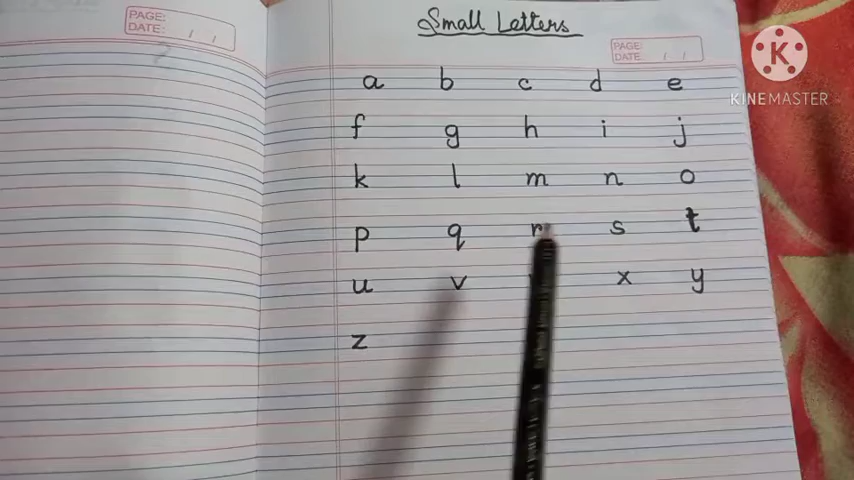 PAGE:
DATE: / /
Small Letters
PAGE:
DATE: / /
K
KINEMASTER
a b c d e
f g h i j
k l m n o
p q r s t
u v x y
z